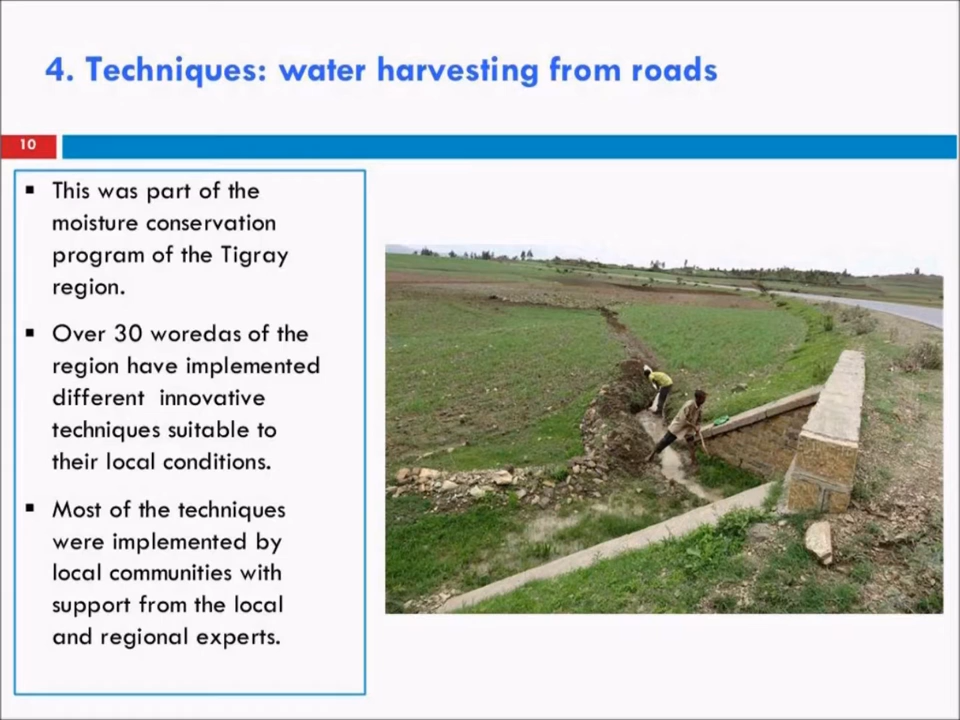 4. Techniques: water harvesting from roads
10
▪ This was part of the
moisture conservation
program of the Tigray
region.
▪ Over 30 woredas of the
region have implemented
different innovative
techniques suitable to
their local conditions.
▪ Most of the techniques
were implemented by
local communities with
support from the local
and regional experts.